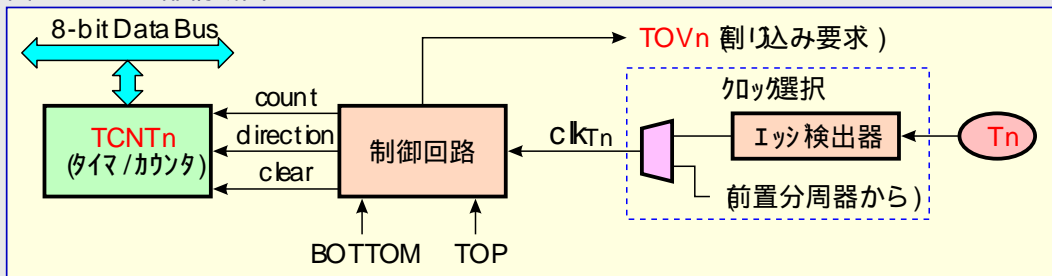 8-bit Data Bus
TOVn (割り込み要求)
クロック選択
count
TCNTn
(タイマ/カウンタ)
direction
clear
制御回路
clkTn
エッジ検出器
Tn
(前置分周器から)
BOTTOM
TOP